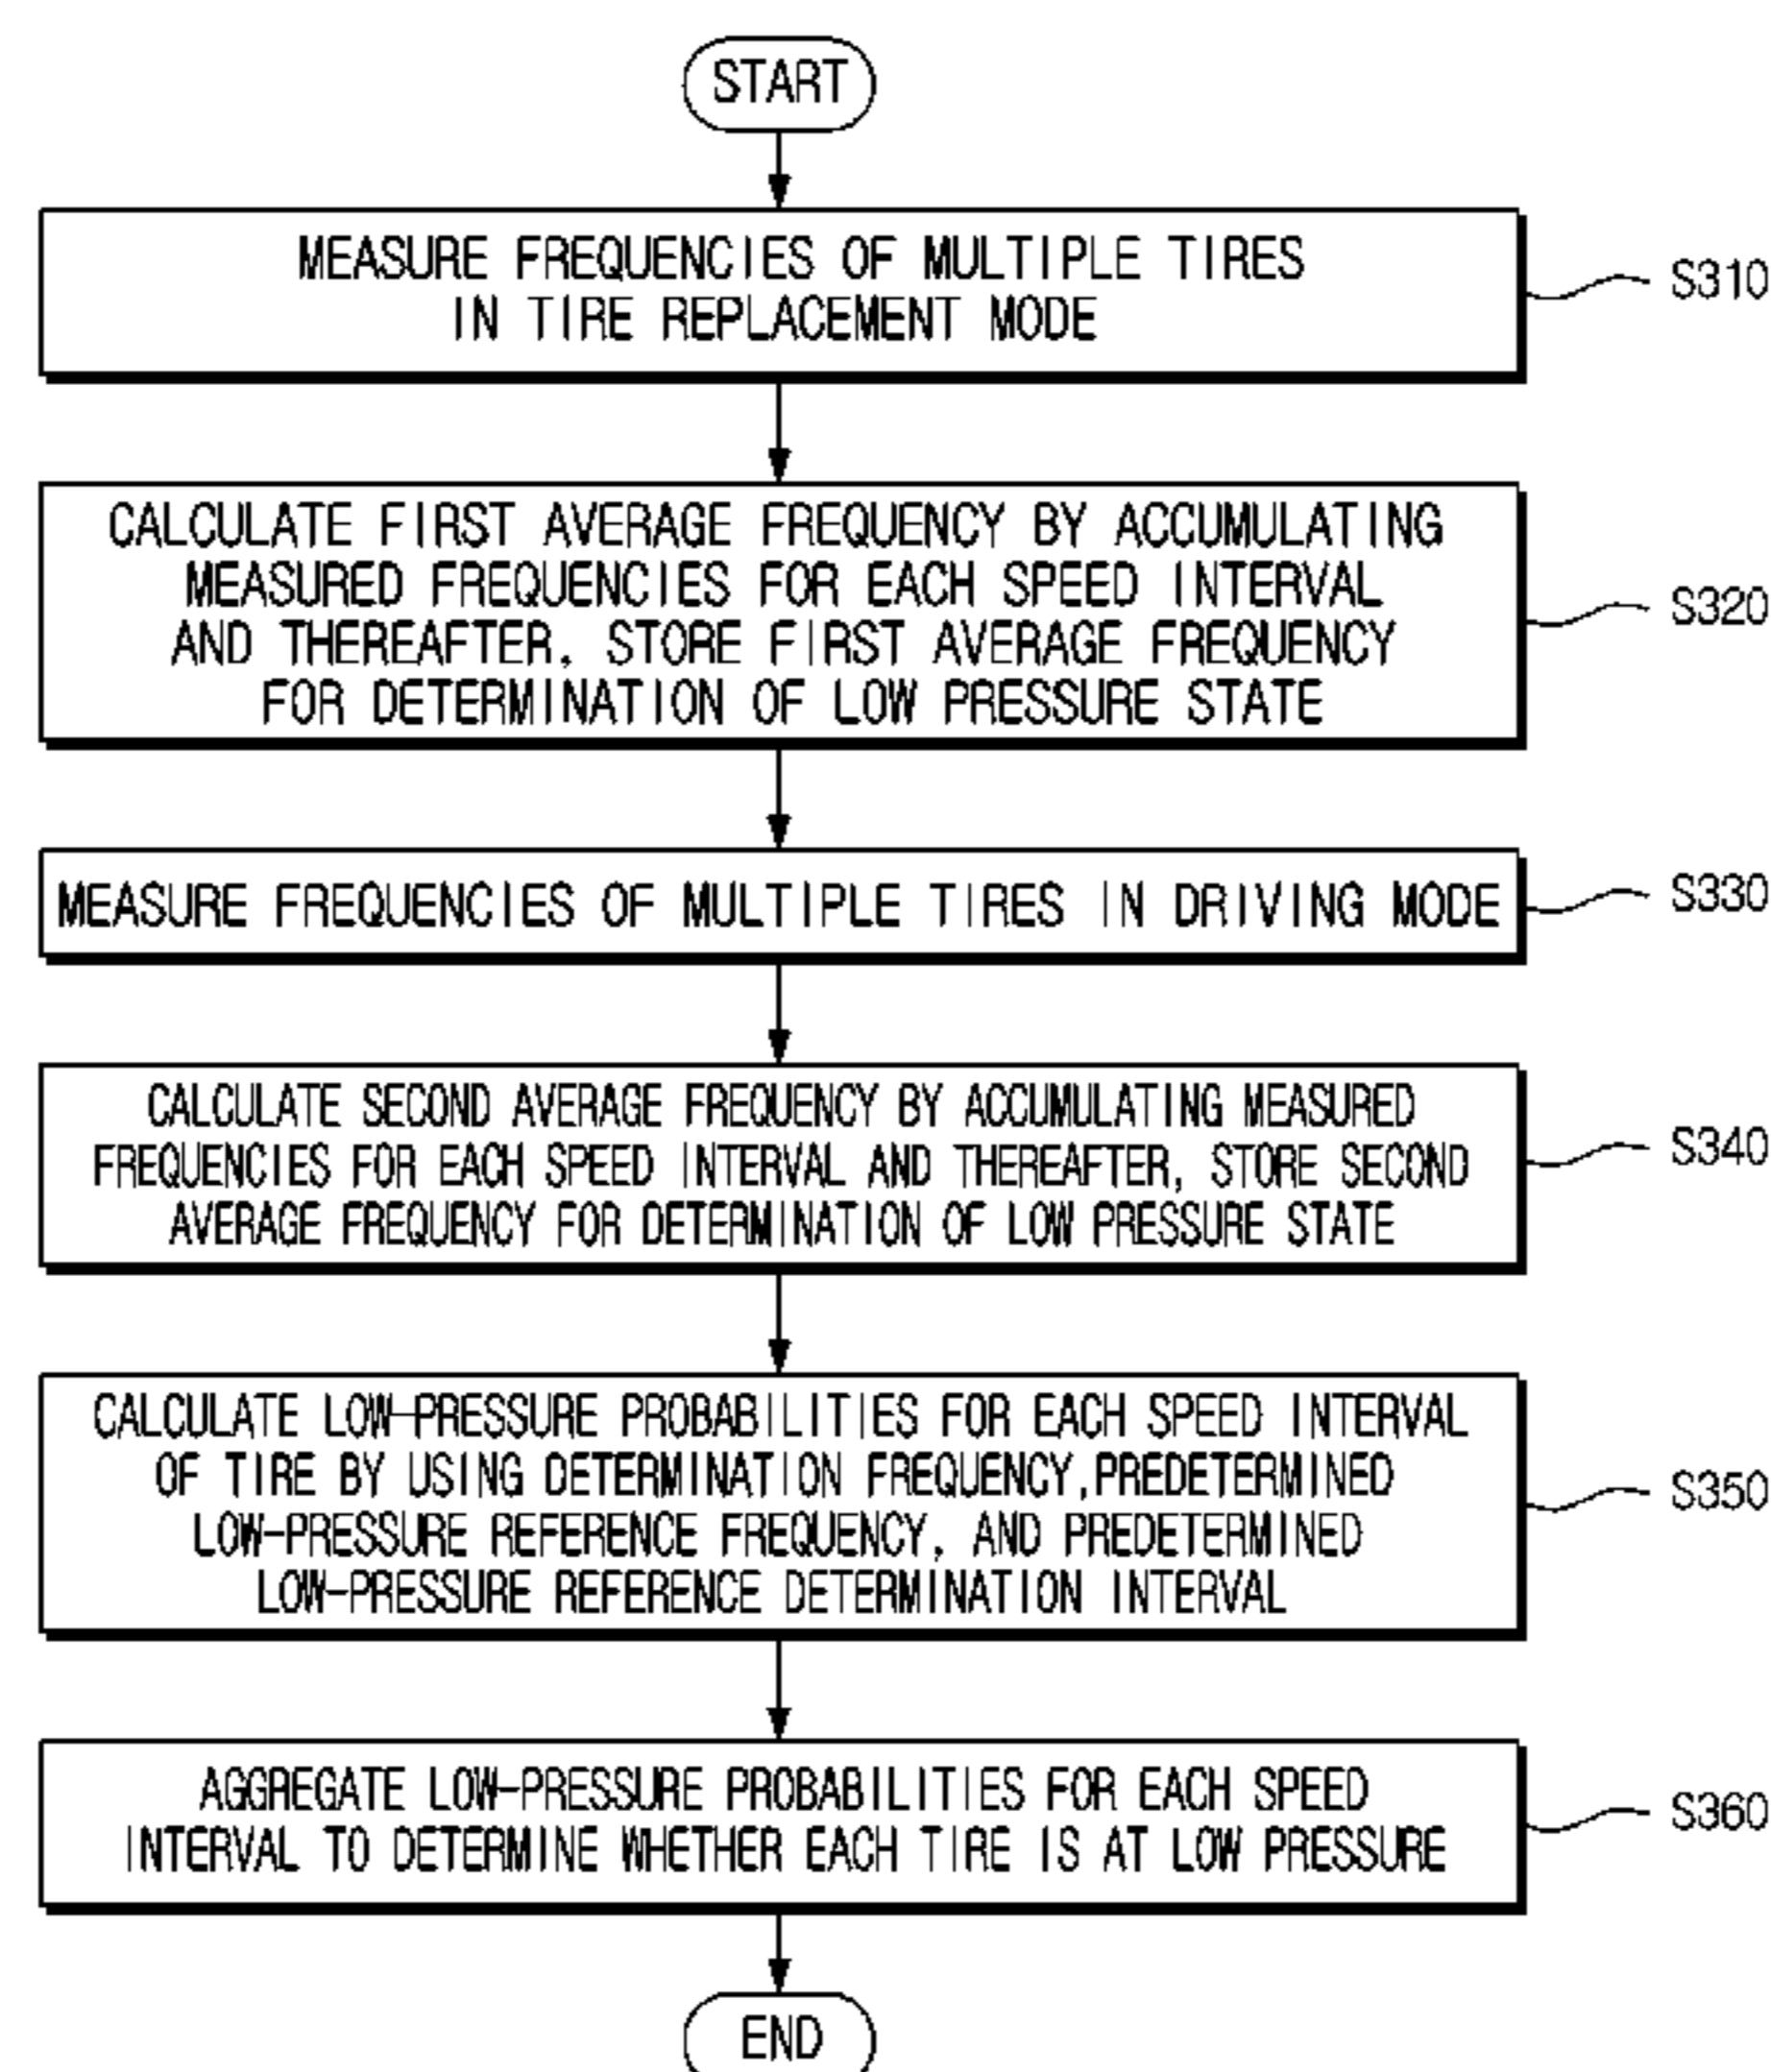 START
MEASURE FREQUENCIES OF MULTIPLE TIRES
IN TIRE REPLACEMENT MODE
S310
CALCULATE FIRST AVERAGE FREQUENCY BY ACCUMULATING
MEASURED FREQUENCIES FOR EACH SPEED INTERVAL
AND THEREAFTER, STORE FIRST AVERAGE FREQUENCY
FOR DETERMINATION OF LOW PRESSURE STATE
S320
MEASURE FREQUENCIES OF MULTIPLE TIRES IN DRIVING MODE
S330
CALCULATE SECOND AVERAGE FREQUENCY BY ACCUMULATING MEASURED
FREQUENCIES FOR EACH SPEED INTERVAL AND THEREAFTER, STORE SECOND
AVERAGE FREQUENCY FOR DETERMINATION OF LOW PRESSURE STATE
S340
CALCULATE LOW-PRESSURE PROBABILITIES FOR EACH SPEED INTERVAL
OF TIRE BY USING DETERMINATION FREQUENCY,PREDETERMINED
LOW-PRESSURE REFERENCE FREQUENCY, AND PREDETERMINED
LOW-PRESSURE REFERENCE DETERMINATION INTERVAL
S350
AGGREGATE LOW-PRESSURE PROBABILITIES FOR EACH SPEED
INTERVAL TO DETERMINE WHETHER EACH TIRE IS AT LOW PRESSURE
S360
END